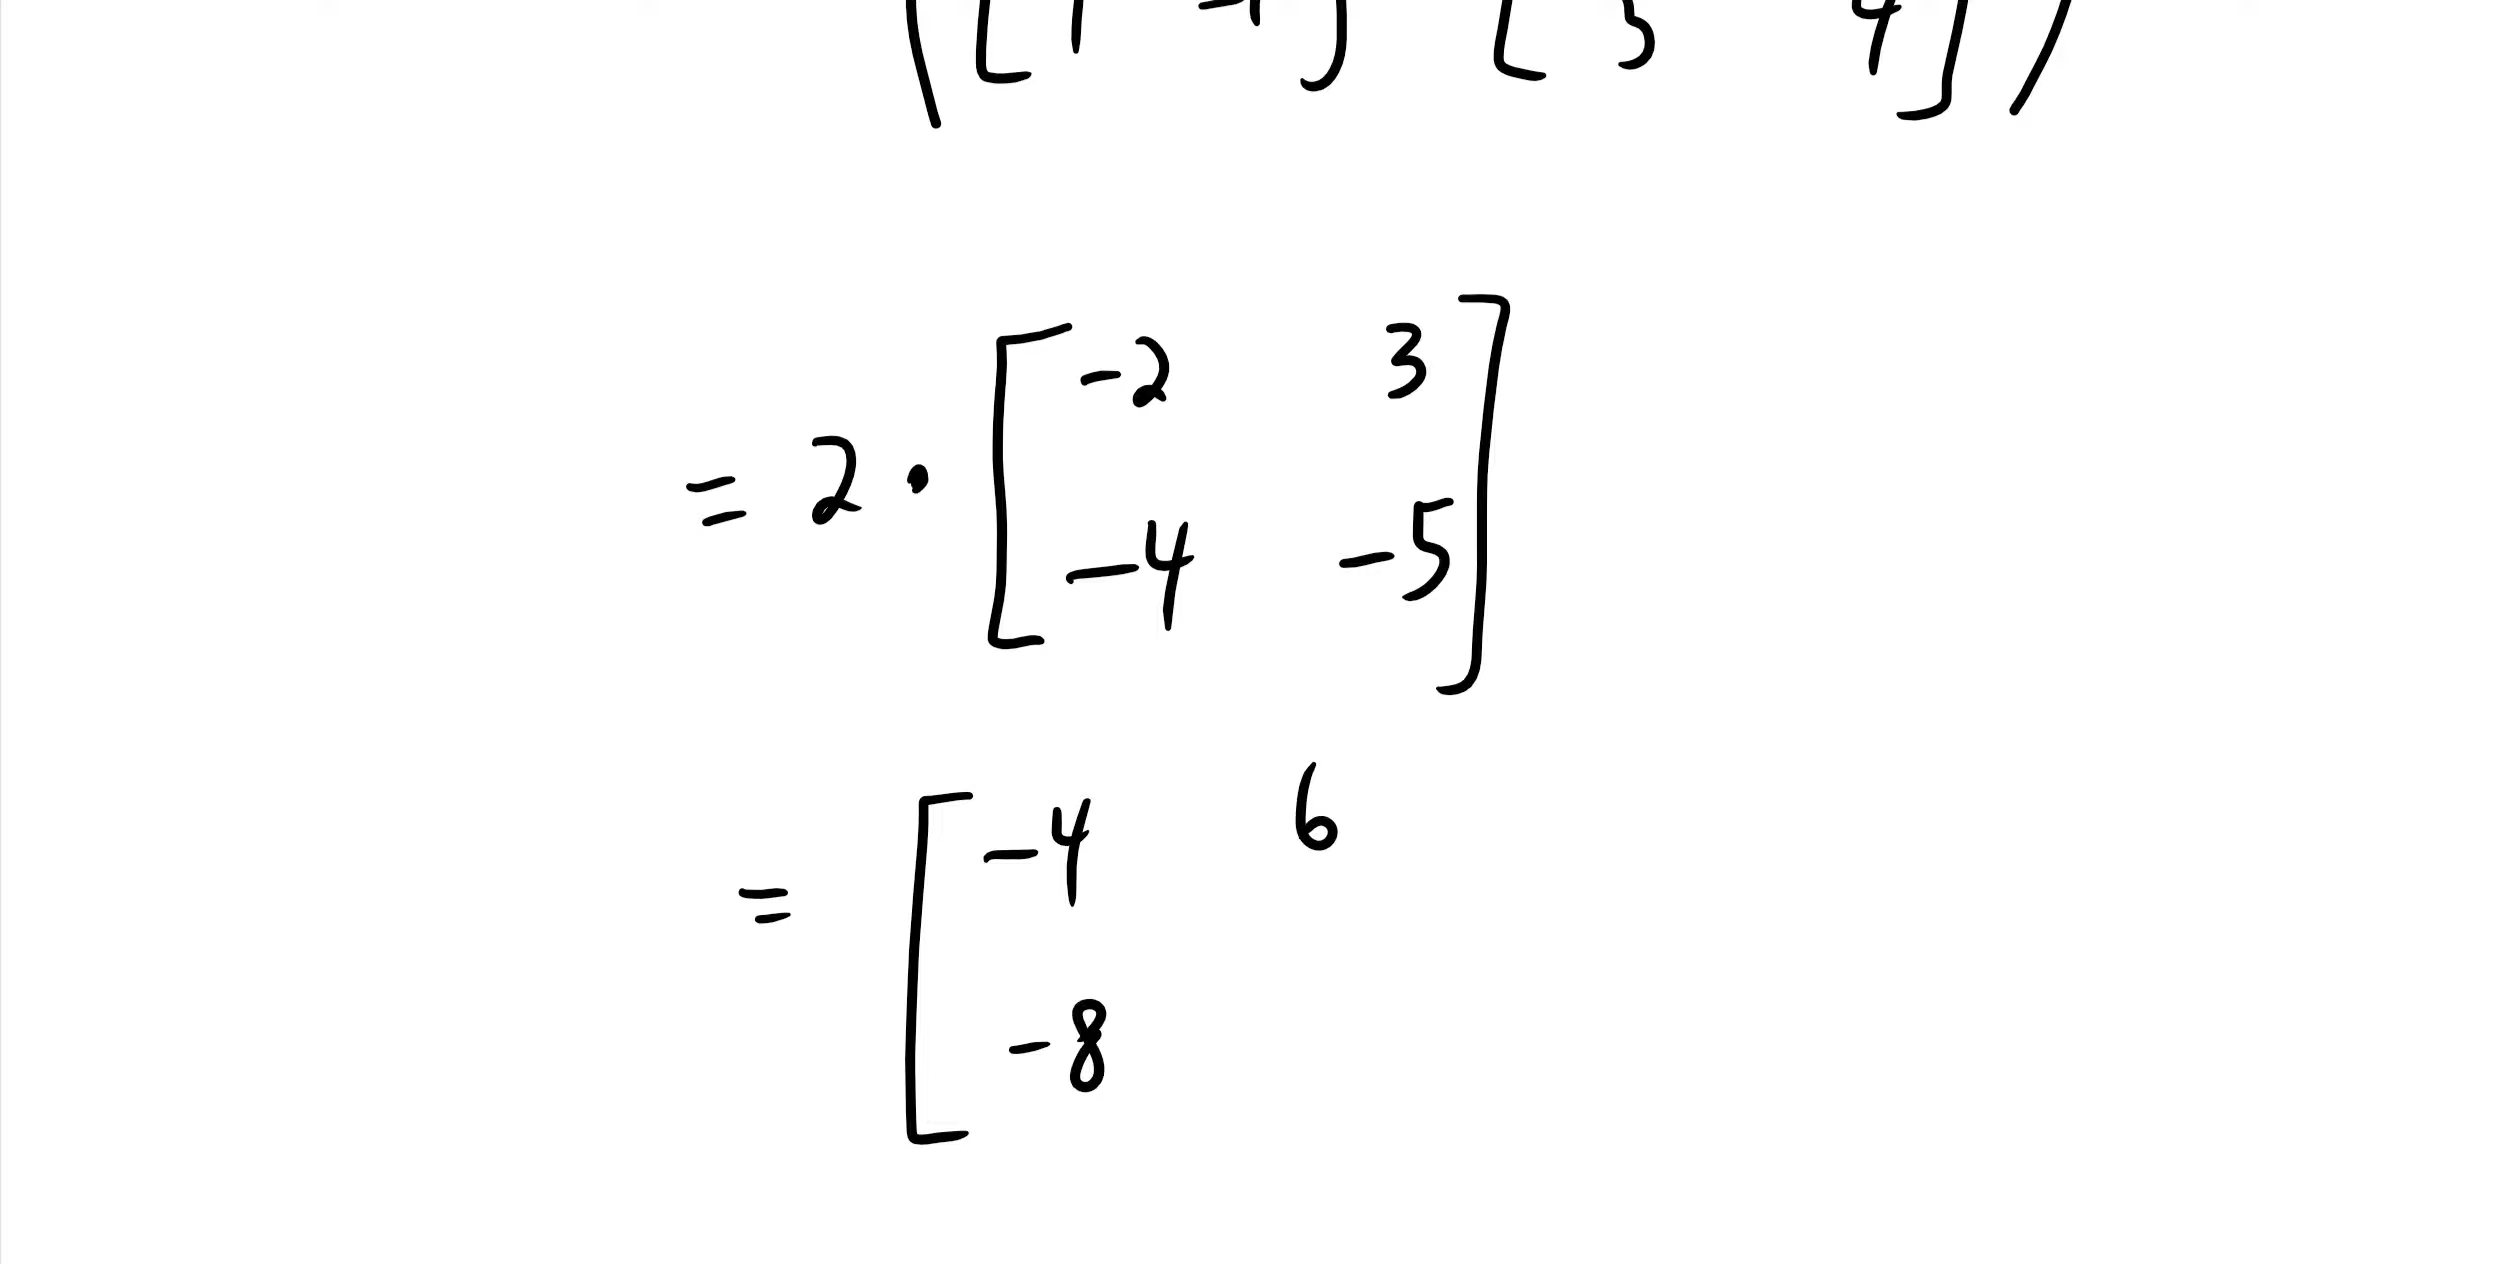 = 2 • [ -2 3
-4 -5 ]
= [ -4 6
-8